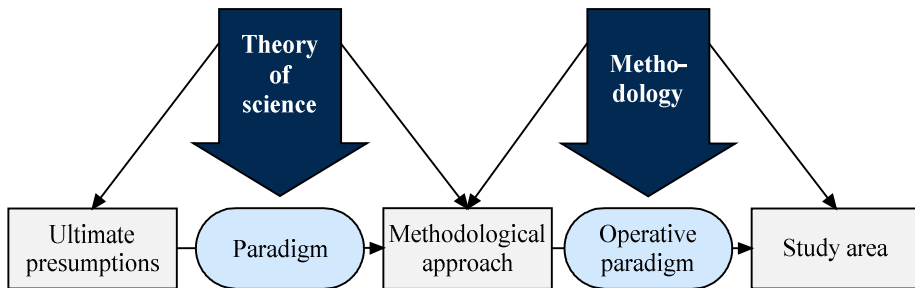 Theory
of
science
Metho-
dology
Ultimate
presumptions
Paradigm
Methodological
approach
Operative
paradigm
Study area